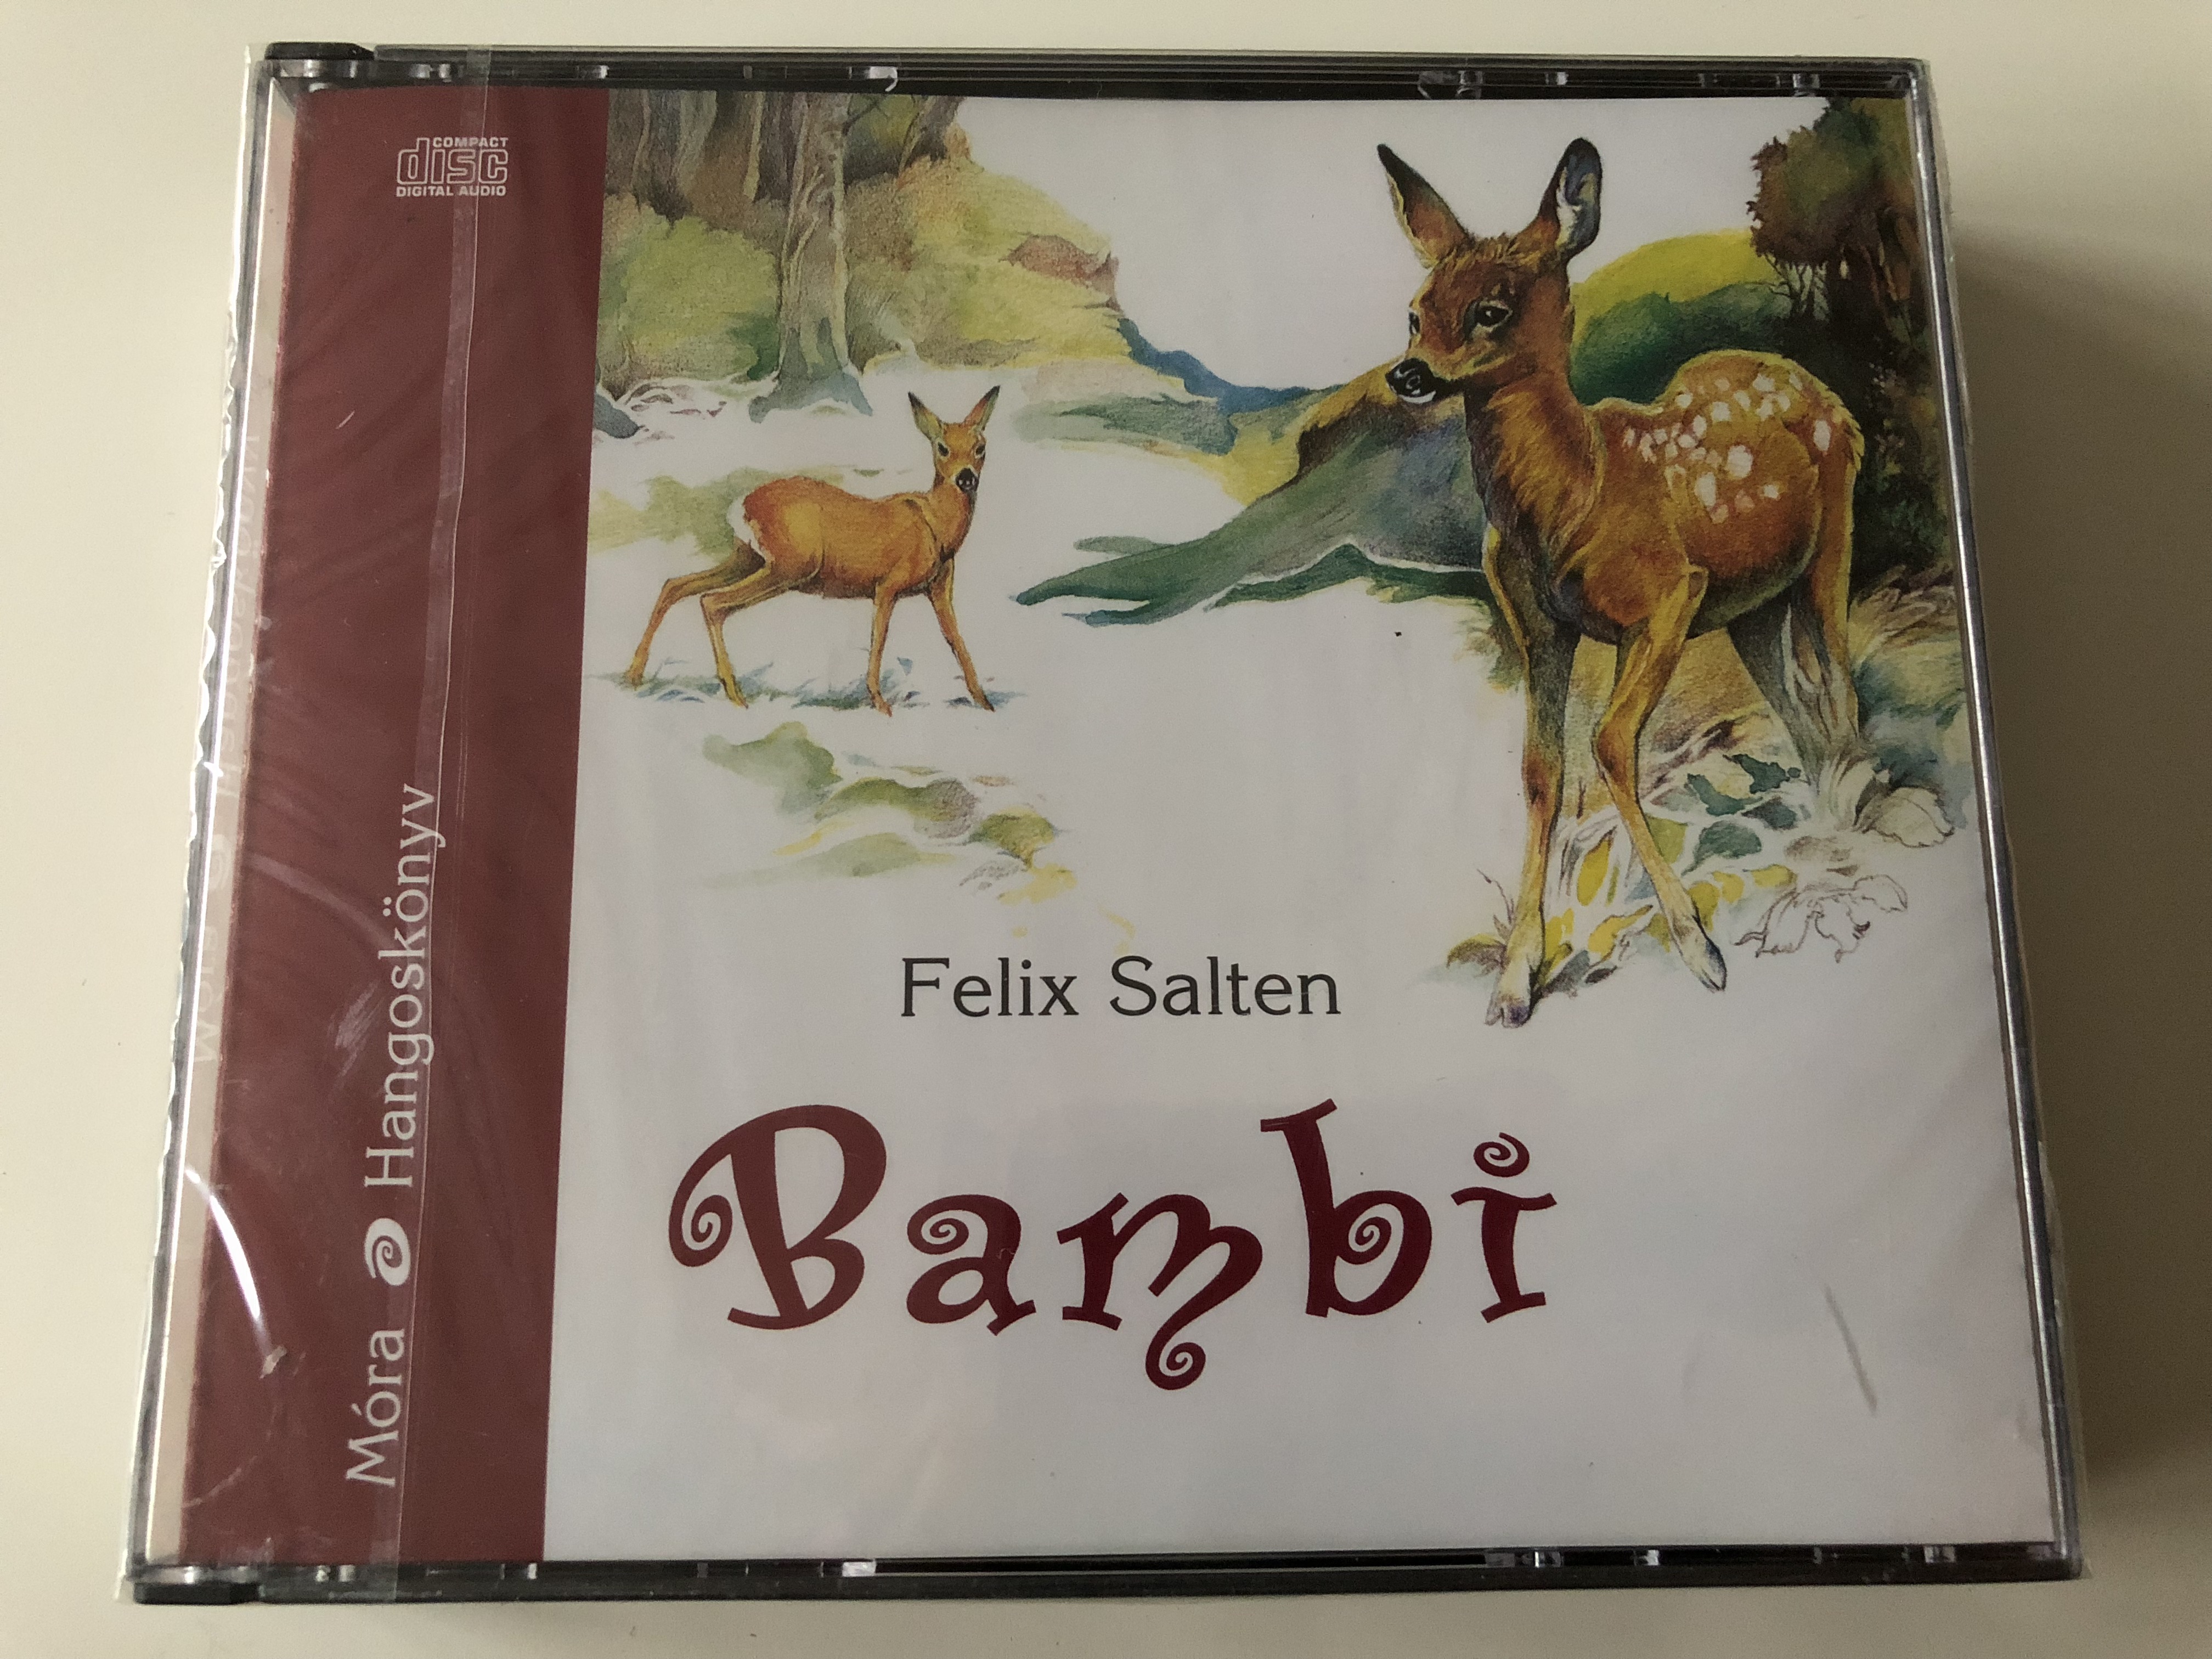 COMPACT
disc
DIGITAL AUDIO
Móra Hangoskönyv
Felix Salten
Bambi